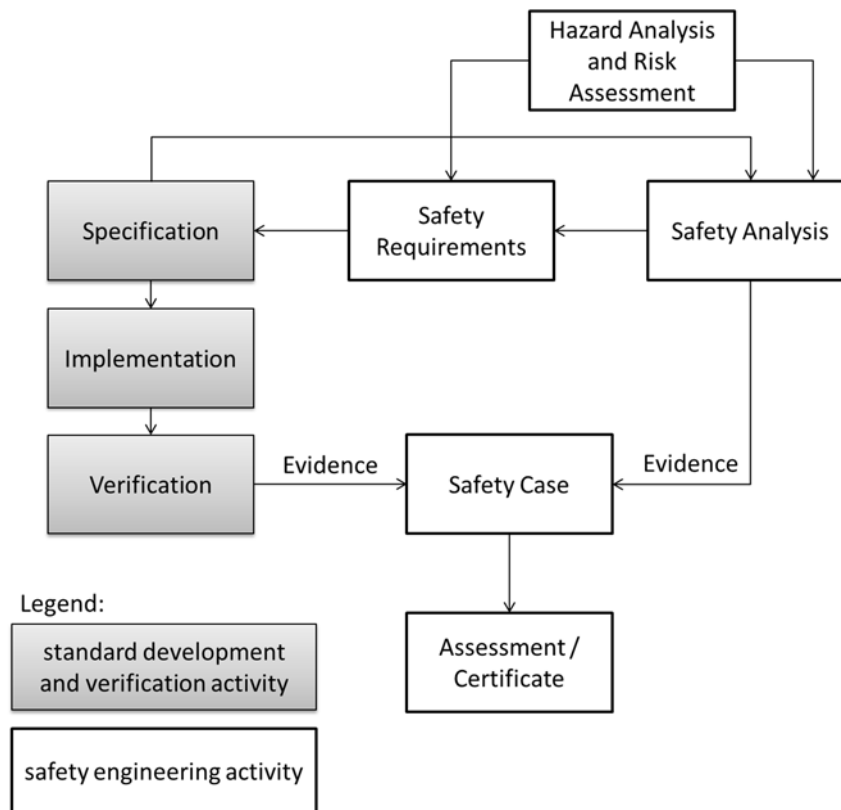 Hazard Analysis
and Risk
Assessment
Specification
Safety
Requirements
Safety Analysis
Implementation
Verification
Evidence
Safety Case
Evidence
Legend:
standard development
and verification activity
Assessment /
Certificate
safety engineering activity